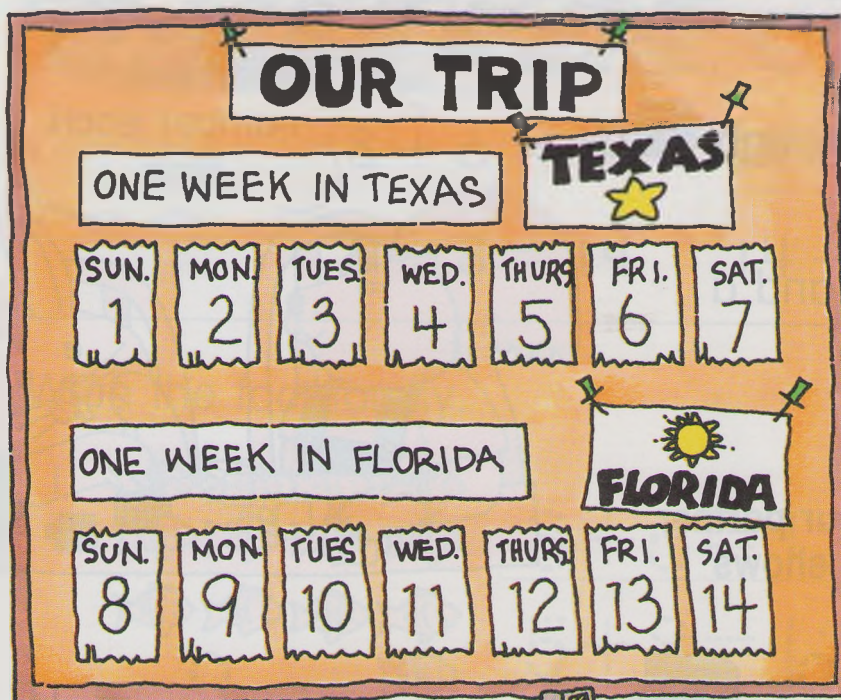 OUR TRIP
ONE WEEK IN TEXAS
TEXAS
SUN. MON. TUES. WED. THURS. FRI. SAT.
1 2 3 4 5 6 7
ONE WEEK IN FLORIDA
FLORIDA
SUN. MON. TUES WED. THURS. FRI. SAT.
8 9 10 11 12 13 14